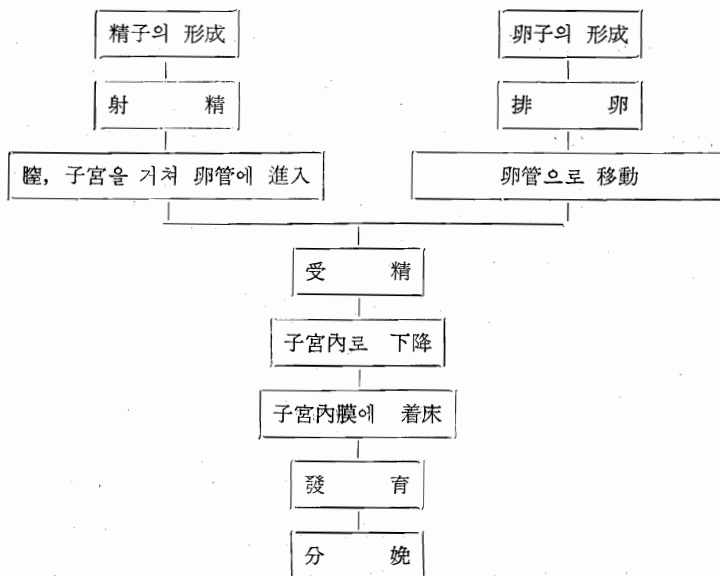 精子의 形成
卵子의 形成
射 精
排 卵
膣, 子宮을 거쳐 卵管에 進入
卵管으로 移動
受 精
子宮內로 下降
子宮內膜에 着床
發 育
分 娩